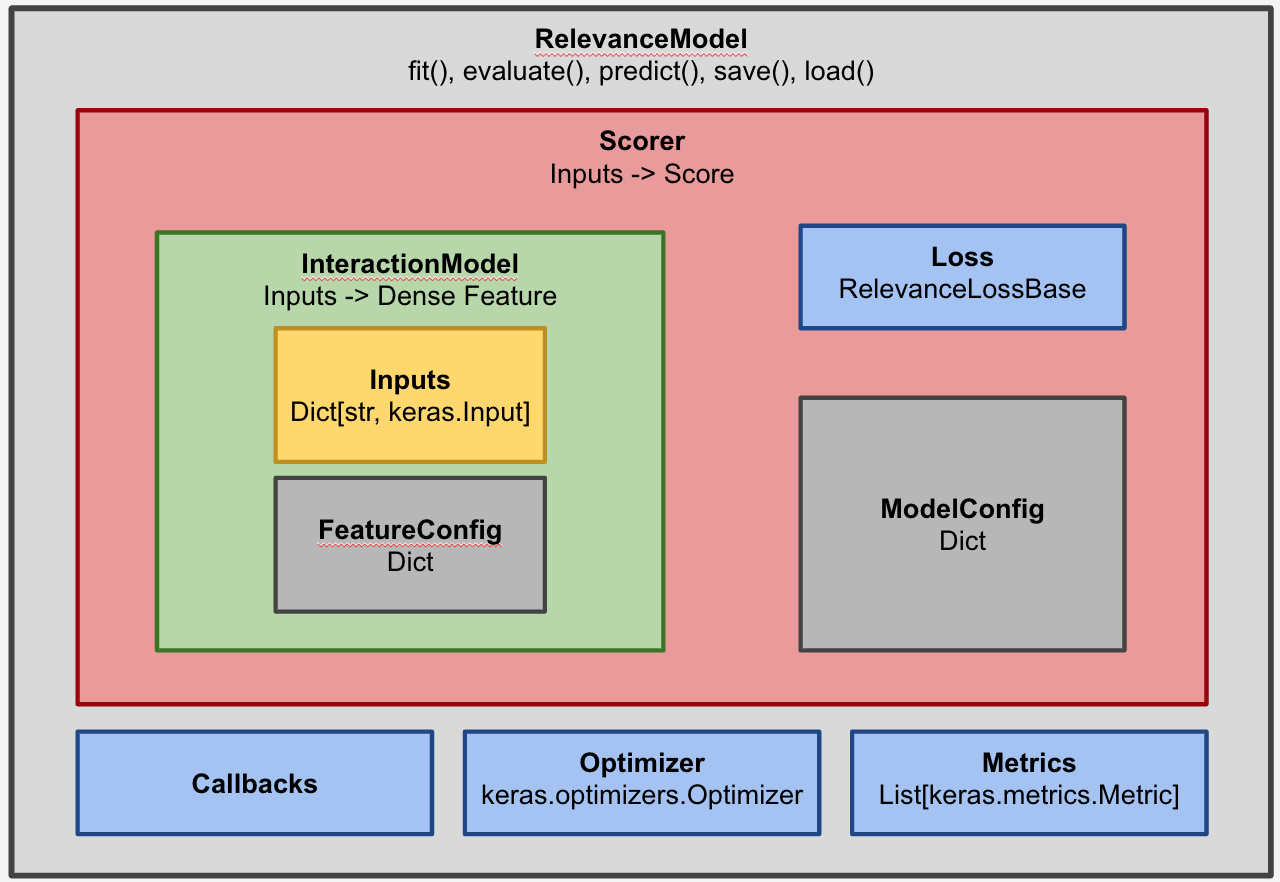 RelevanceModel
fit(), evaluate(), predict(), save(), load()
Scorer
Inputs -> Score
InteractionModel
Inputs -> Dense Feature
Inputs
Dict[str, keras.Input]
FeatureConfig
Dict
Loss
RelevanceLossBase
ModelConfig
Dict
Callbacks
Optimizer
keras.optimizers.Optimizer
Metrics
List[keras.metrics.Metric]